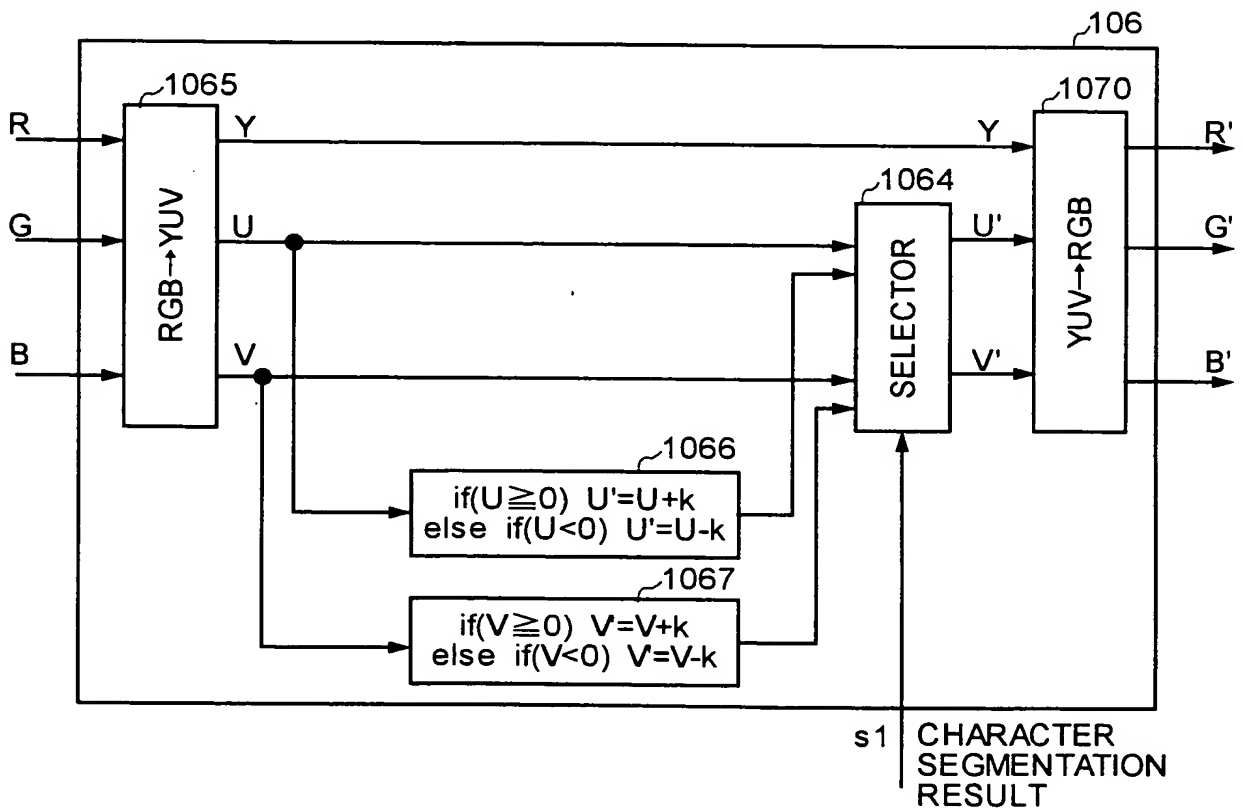 106
1065
1070
R
Y
Y
R'
1064
G
U
U'
G'
RGB→YUV
SELECTOR
YUV→RGB
B
V
V'
B'
1066
if(U≧0) U'=U+k
else if(U<0) U'=U-k
1067
if(V≧0) V'=V+k
else if(V<0) V'=V-k
s1 CHARACTER
SEGMENTATION
RESULT